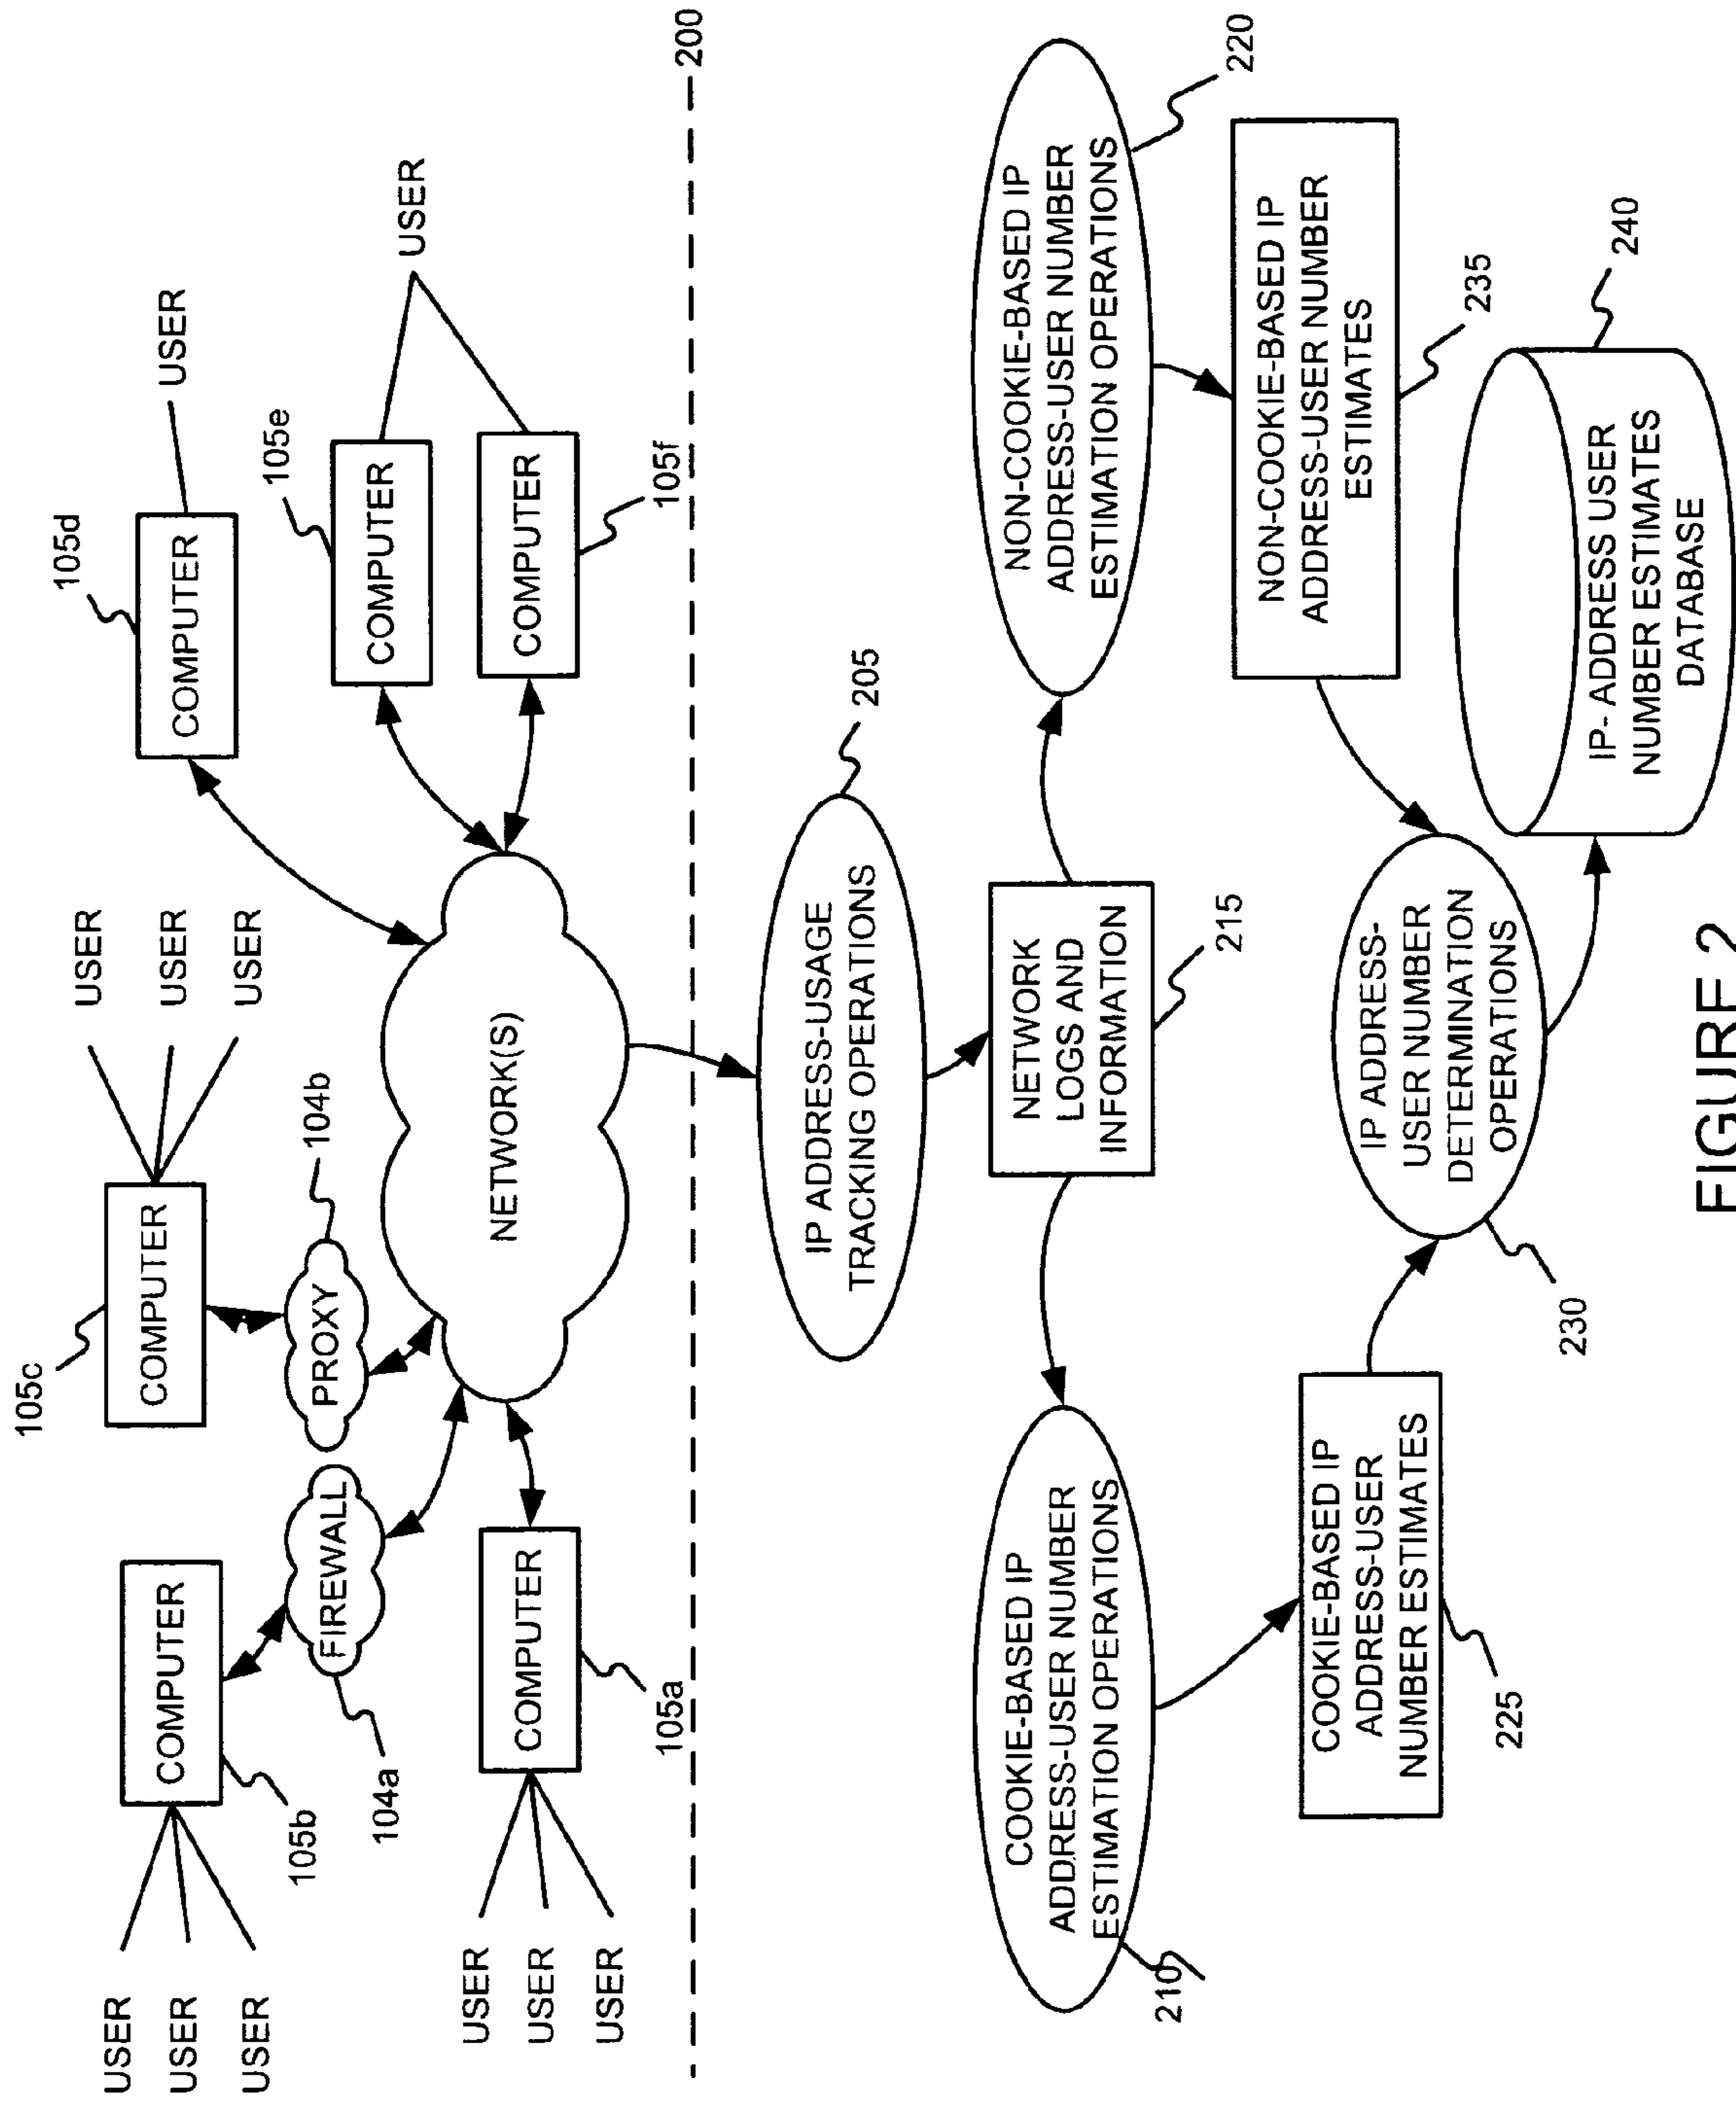 105c
105d
USER
USER
USER
COMPUTER
USER
USER
USER
COMPUTER
COMPUTER
USER
105b
104a
FIREWALL
PROXY
104b
105e
COMPUTER
USER
USER
USER
USER
COMPUTER
105a
NETWORK(S)
COMPUTER
105f
200
IP ADDRESS-USAGE
TRACKING OPERATIONS
205
COOKIE-BASED IP
ADDRESS-USER NUMBER
ESTIMATION OPERATIONS
210
NETWORK
LOGS AND
INFORMATION
215
NON-COOKIE-BASED IP
ADDRESS-USER NUMBER
ESTIMATION OPERATIONS
220
COOKIE-BASED IP
ADDRESS-USER
NUMBER ESTIMATES
225
IP ADDRESS-
USER NUMBER
DETERMINATION
OPERATIONS
230
NON-COOKIE-BASED IP
ADDRESS-USER NUMBER
ESTIMATES
235
IP- ADDRESS USER
NUMBER ESTIMATES
DATABASE
240
FIGURE 2